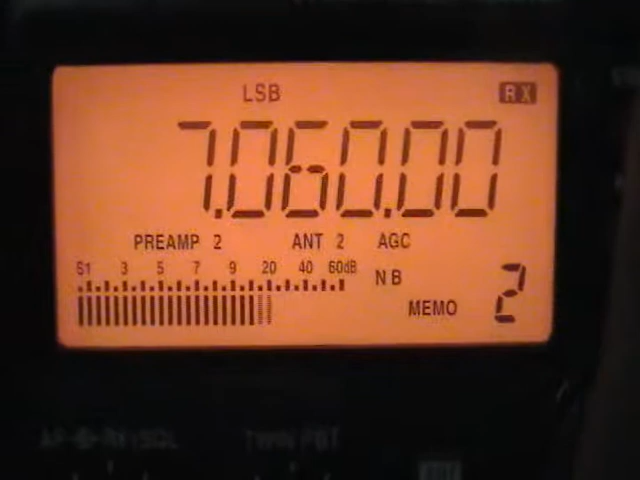 LSB RX
7.060.00
PREAMP 2 ANT 2 AGC
S1 3 5 7 9 20 40 60dB NB
MEMO 2
TWIN PBT